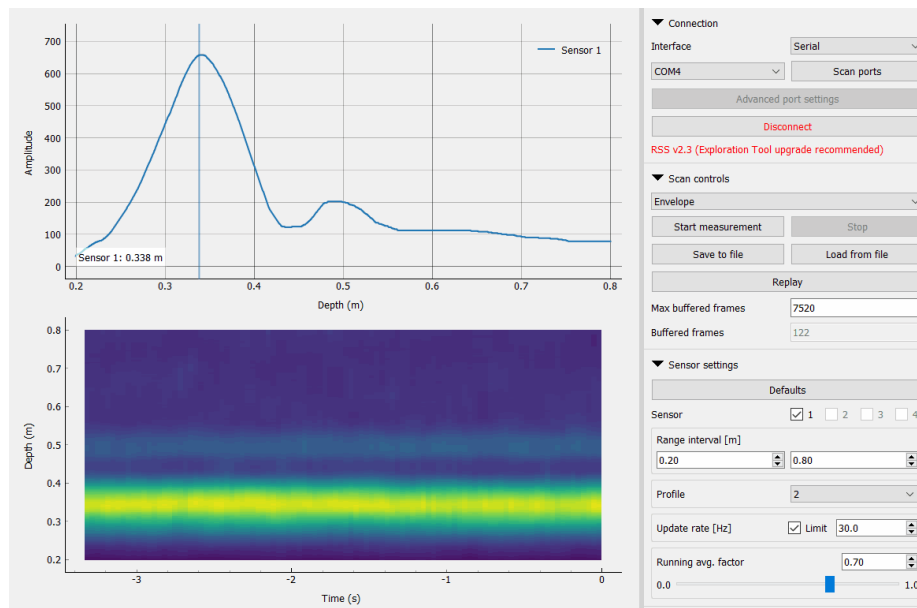 700
600
500
400
300
200
100
0
Amplitude
Sensor 1
Sensor 1: 0.338 m
0.2 0.3 0.4 0.5 0.6 0.7 0.8
Depth (m)
0.8
0.7
0.6
0.5
0.4
0.3
0.2
Depth (m)
-3 -2 -1 0
Time (s)
Connection
Interface Serial
COM4 Scan ports
Advanced port settings
Disconnect
RSS v2.3 (Exploration Tool upgrade recommended)
Scan controls
Envelope
Start measurement Stop
Save to file Load from file
Replay
Max buffered frames 7520
Buffered frames 122
Sensor settings
Defaults
Sensor 1 2 3 4
Range interval [m]
0.20 0.80
Profile 2
Update rate [Hz] Limit 30.0
Running avg. factor 0.70
0.0 1.0